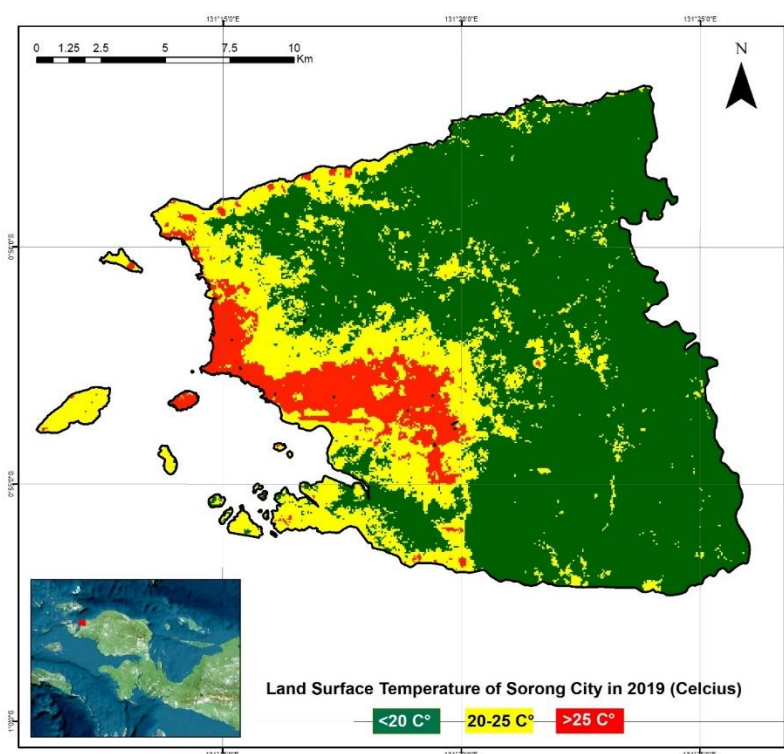 131°15'0"E 131°20'0"E 131°25'0"E
0 1.25 2.5 5 7.5 10
Km
N
0°50'0"S
0°55'0"S
1°0'0"S
Land Surface Temperature of Sorong City in 2019 (Celcius)
<20 C° 20-25 C° >25 C°